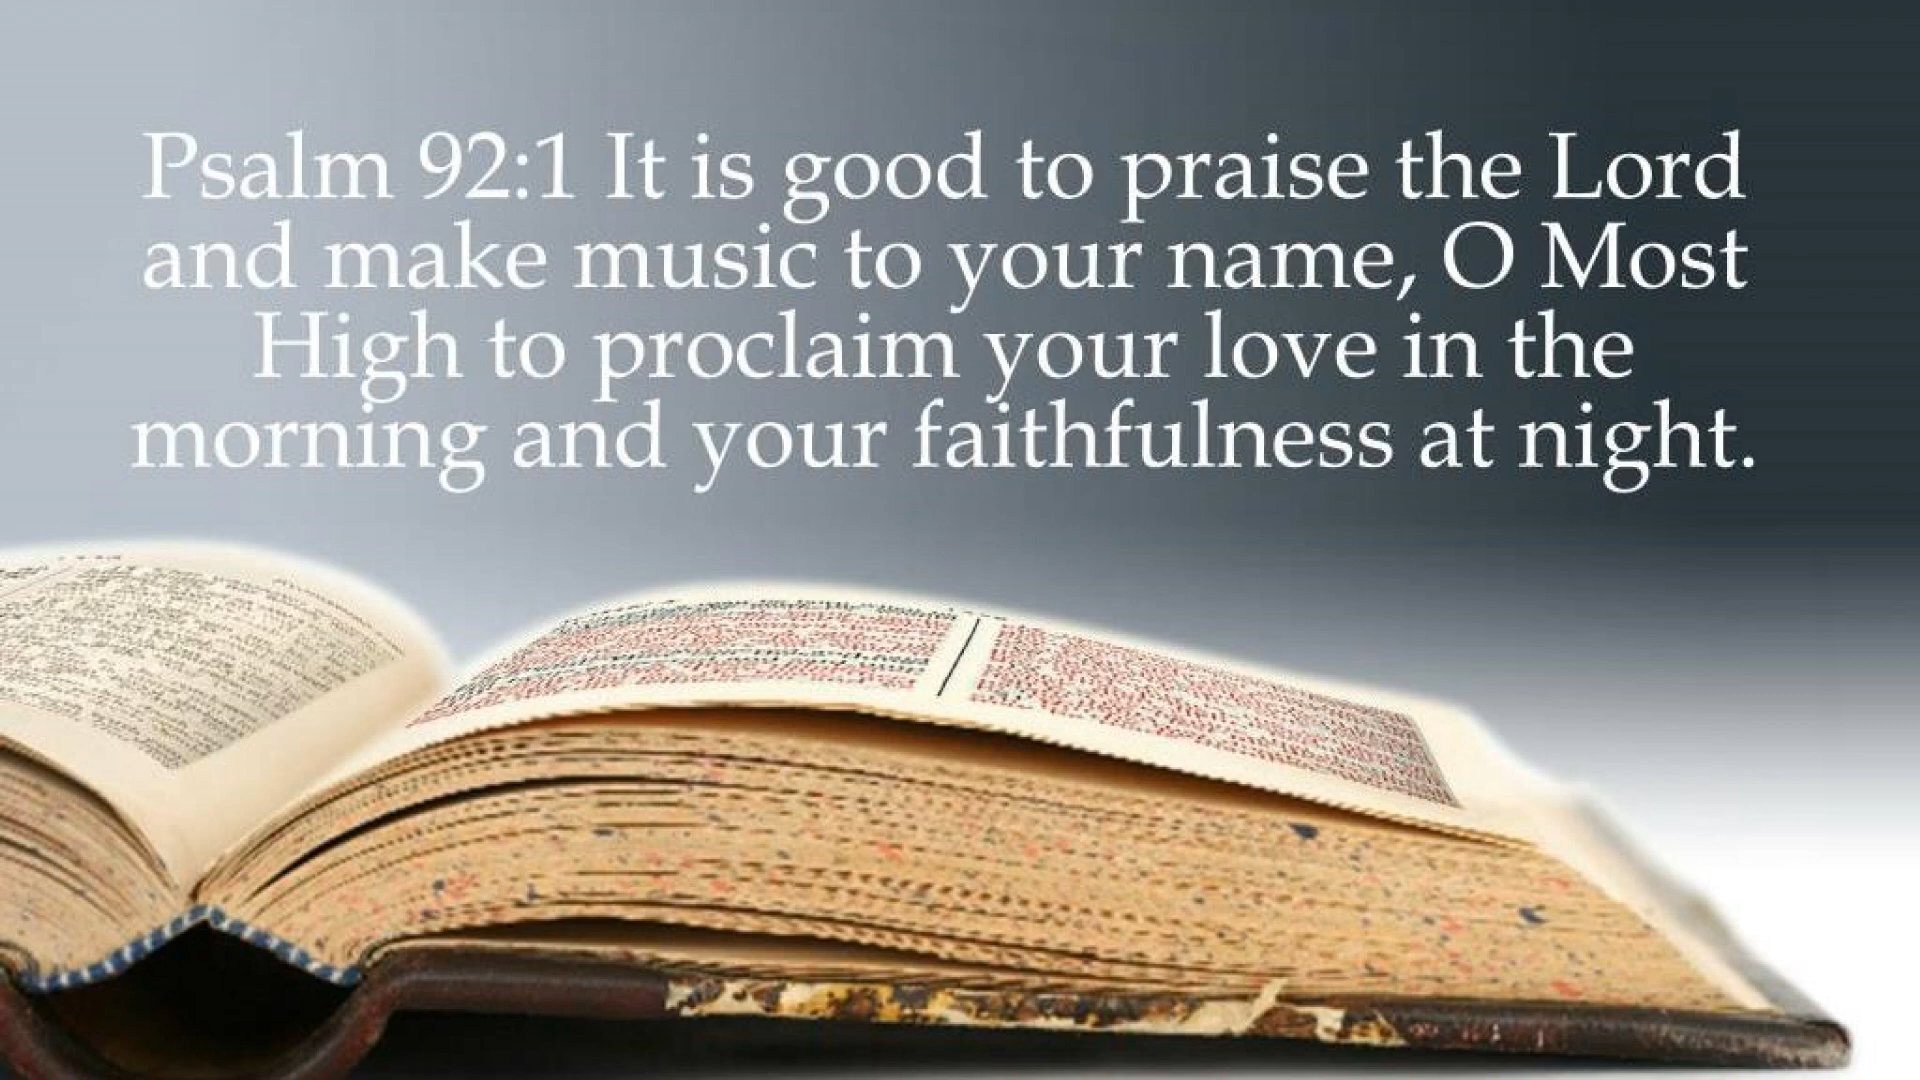 Psalm 92:1 It is good to praise the Lord
and make music to your name, O Most
High to proclaim your love in the
morning and your faithfulness at night.